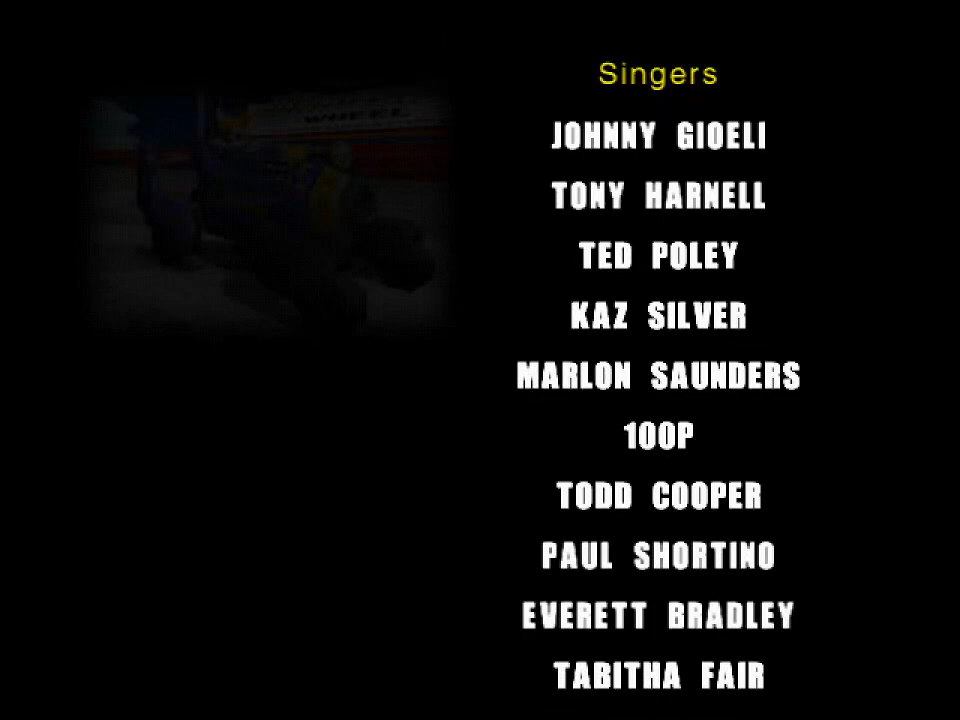 WHEEL
Singers
JOHNNY GIOELI
TONY HARNELL
TED POLEY
KAZ SILVER
MARLON SAUNDERS
100P
TODD COOPER
PAUL SHORTINO
EVERETT BRADLEY
TABITHA FAIR